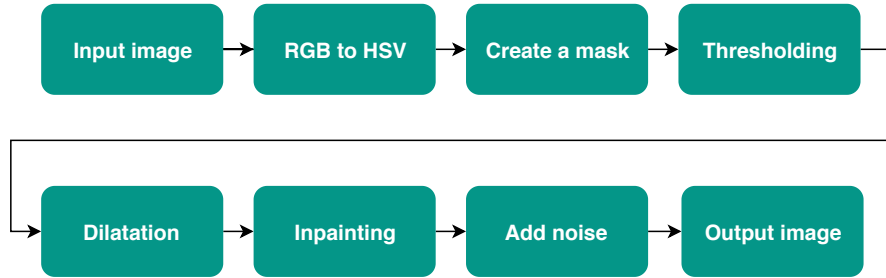 Input image
RGB to HSV
Create a mask
Thresholding
Dilatation
Inpainting
Add noise
Output image